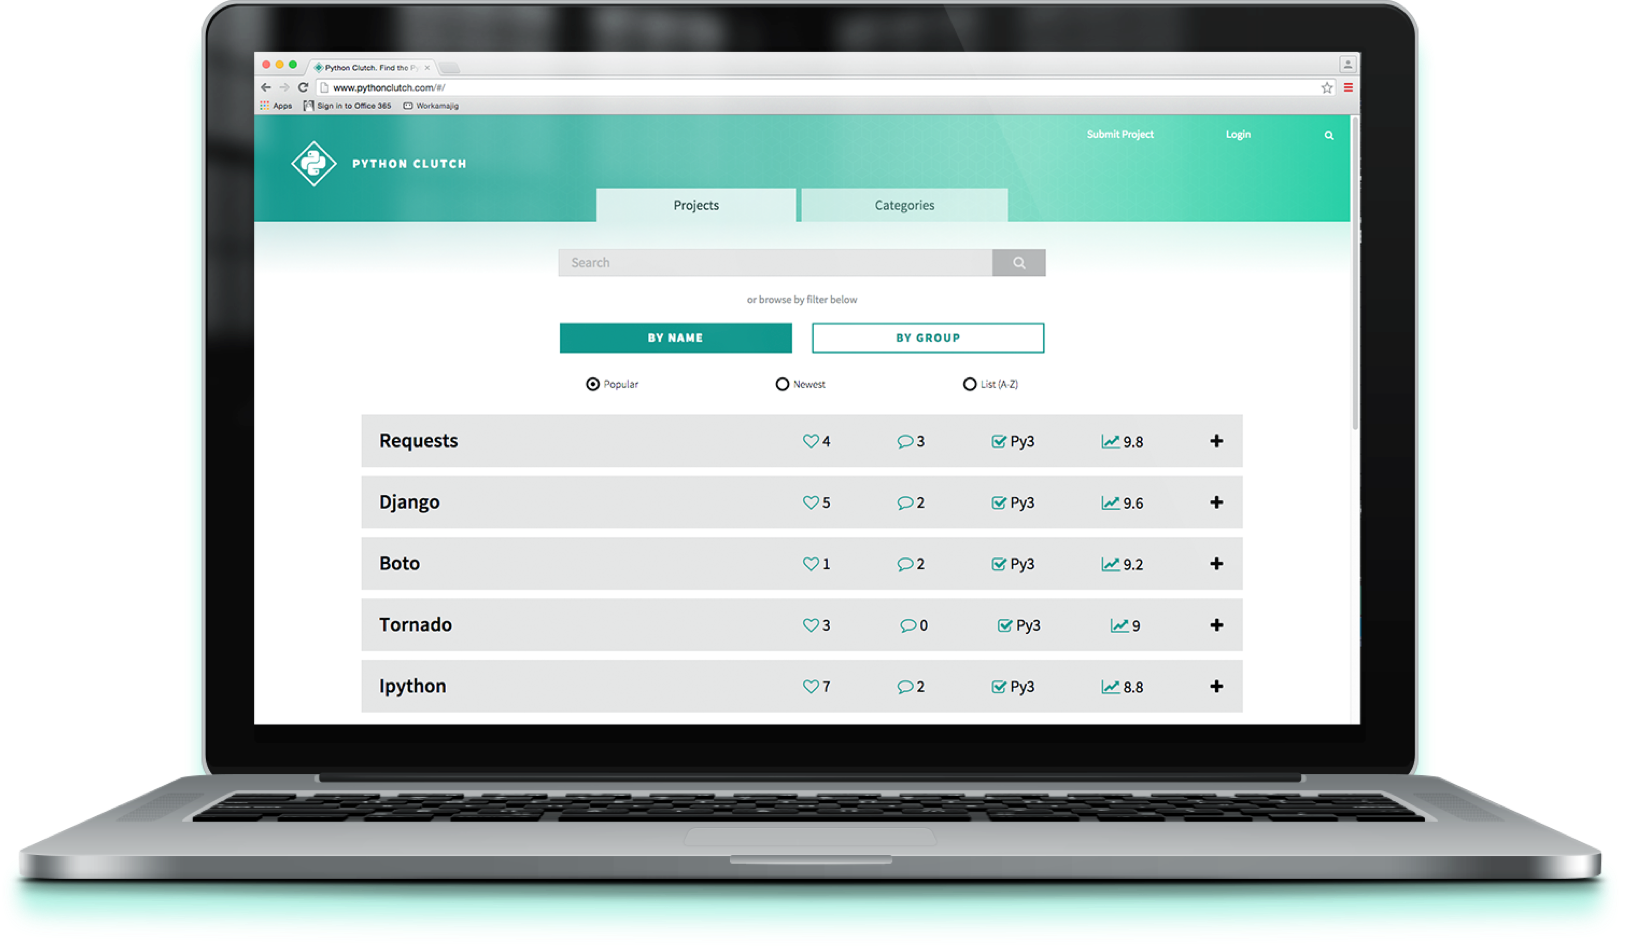 Python Clutch. Find the Py
www.pythonclutch.com/#/
Apps Sign in to Office 365 Workamajig
Submit Project Login
PYTHON CLUTCH
Projects Categories
Search
or browse by filter below
BY NAME BY GROUP
Popular Newest List (A-Z)
Requests 4 3 Py3 9.8
Django 5 2 Py3 9.6
Boto 1 2 Py3 9.2
Tornado 3 0 Py3 9
Ipython 7 2 Py3 8.8